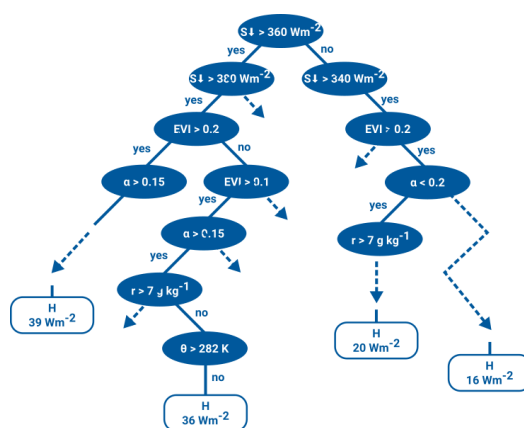 S↓ > 360 Wm-2
yes
no
S↓ > 380 Wm-2
S↓ > 340 Wm-2
yes
yes
EVI > 0.2
EVI > 0.2
yes
no
yes
α > 0.15
EVI > 0.1
α < 0.2
yes
yes
α > 0.15
r > 7 g kg-1
yes
r > 7 g kg-1
no
H
39 Wm-2
H
20 Wm-2
θ > 282 K
H
16 Wm-2
no
H
36 Wm-2